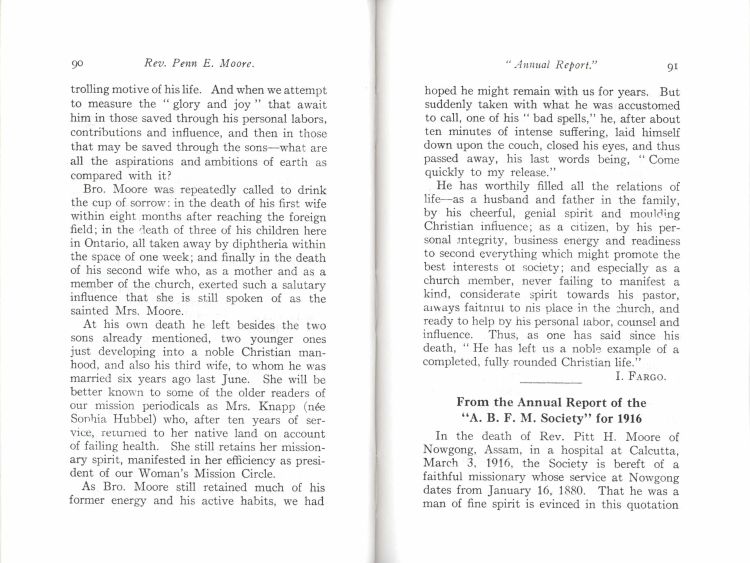 90 Rev. Penn E. Moore.
trolling motive of his life. And when we attempt
to measure the “ glory and joy ” that await
him in those saved through his personal labors,
contributions and influence, and then in those
that may be saved through the sons—what are
all the aspirations and ambitions of earth as
compared with it?
Bro. Moore was repeatedly called to drink
the cup of sorrow: in the death of his first wife
within eight months after reaching the foreign
field; in the death of three of his children here
in Ontario, all taken away by diphtheria within
the space of one week; and finally in the death
of his second wife who, as a mother and as a
member of the church, exerted such a salutary
influence that she is still spoken of as the
sainted Mrs. Moore.
At his own death he left besides the two
sons already mentioned, two younger ones
just developing into a noble Christian man-
hood, and also his third wife, to whom he was
married six years ago last June. She will be
better known to some of the older readers of
our mission periodicals as Mrs. Knapp (née
Sophia Hubbel) who, after ten years of ser-
vice, returned to her native land on account
of failing health. She still retains her mission-
ary spirit, manifested in her efficiency as presi-
dent of our Woman's Mission Circle.
As Bro. Moore still retained much of his
former energy and his active habits, we had
“ Annual Report.” 91
hoped he might remain with us for years. But
suddenly taken with what he was accustomed
to call, one of his “ bad spells,” he, after about
ten minutes of intense suffering, laid himself
down upon the couch, closed his eyes, and thus
passed away, his last words being, “ Come
quickly to my release.”
He has worthily filled all the relations of
life—as a husband and father in the family,
by his cheerful, genial spirit and moulding
Christian influence; as a citizen, by his per-
sonal integrity, business energy and readiness
to second everything which might promote the
best interests of society; and especially as a
church member, never failing to manifest a
kind, considerate spirit towards his pastor,
always faithful to his place in the church, and
ready to help by his personal labor, counsel and
influence. Thus, as one has said since his
death, “ He has left us a noble example of a
completed, fully rounded Christian life.”
I. Fargo.
From the Annual Report of the
“A. B. F. M. Society” for 1916
In the death of Rev. Pitt H. Moore of
Nowgong, Assam, in a hospital at Calcutta,
March 3, 1916, the Society is bereft of a
faithful missionary whose service at Nowgong
dates from January 16, 1880. That he was a
man of fine spirit is evinced in this quotation